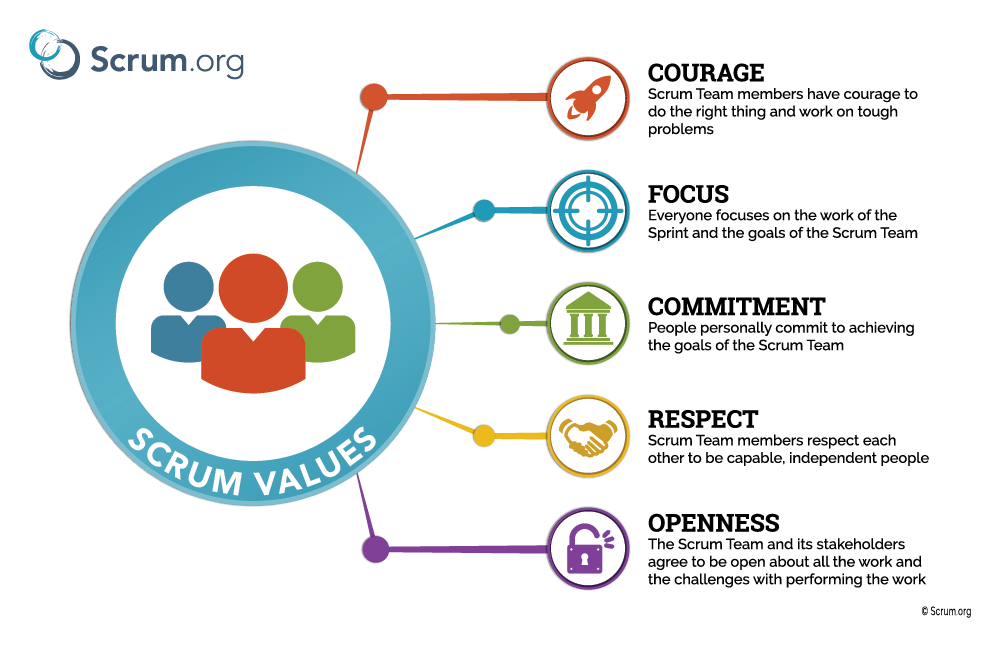 Scrum.org
COURAGE
Scrum Team members have courage to
do the right thing and work on tough
problems
FOCUS
Everyone focuses on the work of the
Sprint and the goals of the Scrum Team
COMMITMENT
People personally commit to achieving
the goals of the Scrum Team
RESPECT
Scrum Team members respect each
other to be capable, independent people
OPENNESS
The Scrum Team and its stakeholders
agree to be open about all the work and
the challenges with performing the work
SCRUM VALUES
© Scrum.org